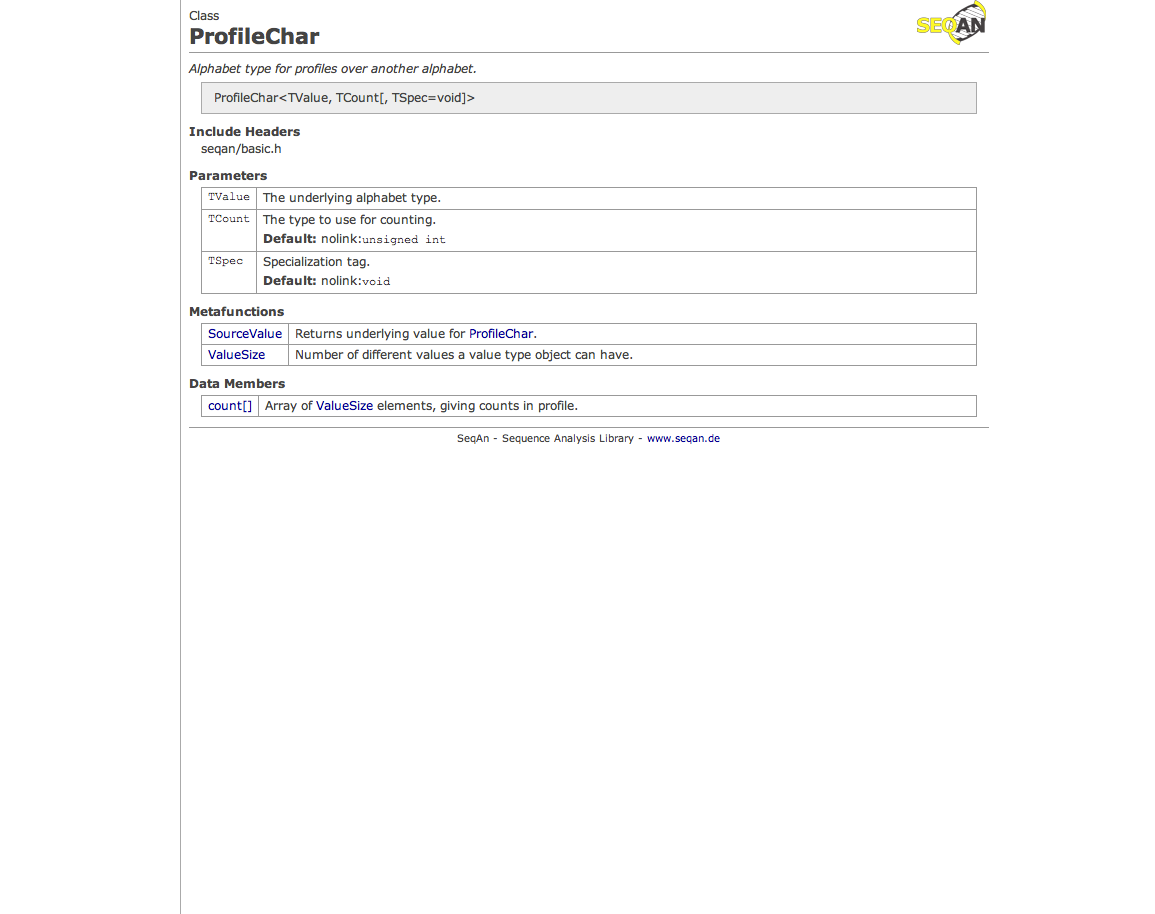 Class
SEQAN
ProfileChar
Alphabet type for profiles over another alphabet.
ProfileChar<TValue, TCount[, TSpec=void]>
Include Headers
seqan/basic.h
Parameters
TValue The underlying alphabet type.
TCount The type to use for counting.
Default: nolink:unsigned int
TSpec Specialization tag.
Default: nolink:void
Metafunctions
SourceValue Returns underlying value for ProfileChar.
ValueSize Number of different values a value type object can have.
Data Members
count[] Array of ValueSize elements, giving counts in profile.
SeqAn - Sequence Analysis Library - www.seqan.de